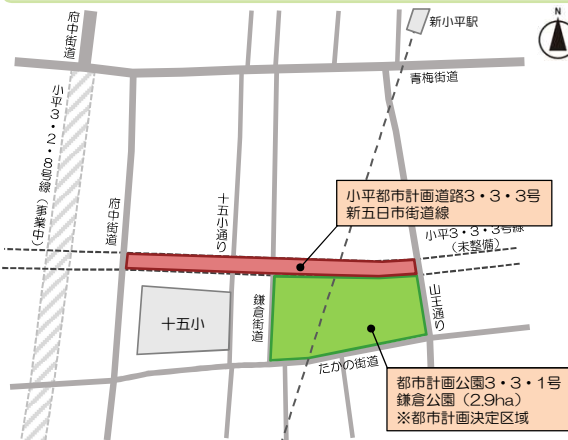 N
新小平駅
府中街道
青梅街道
小平3・2・8号線（事業中）
府中街道
十五小通り
小平都市計画道路3・3・3号
新五日市街道線
小平3・3・3号線
（未整備）
山王通り
鎌倉街道
十五小
たかの街道
都市計画公園3・3・1号
鎌倉公園（2.9ha）
※都市計画決定区域